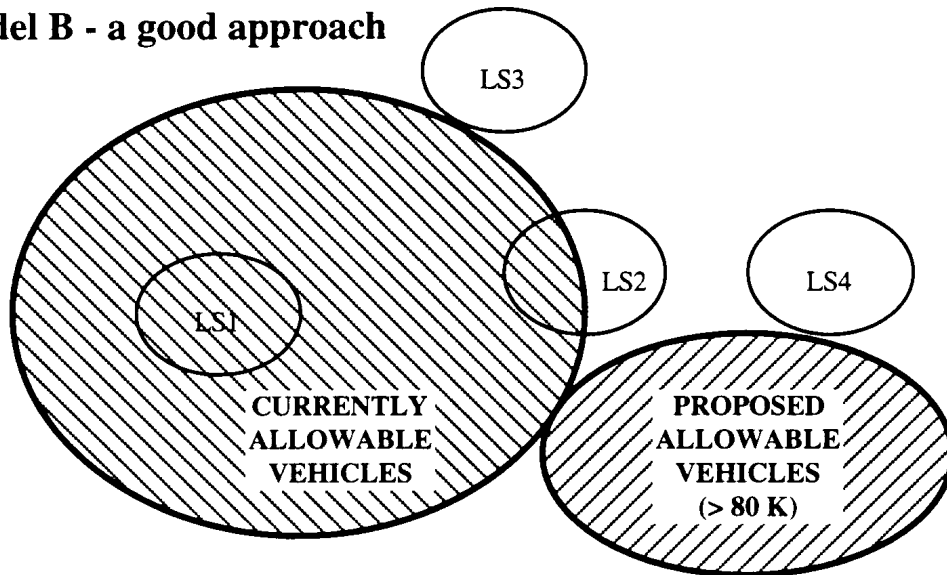 del B - a good approach
LS3
LS2
LS4
LS1
CURRENTLY
ALLOWABLE
VEHICLES
PROPOSED
ALLOWABLE
VEHICLES
(> 80 K)